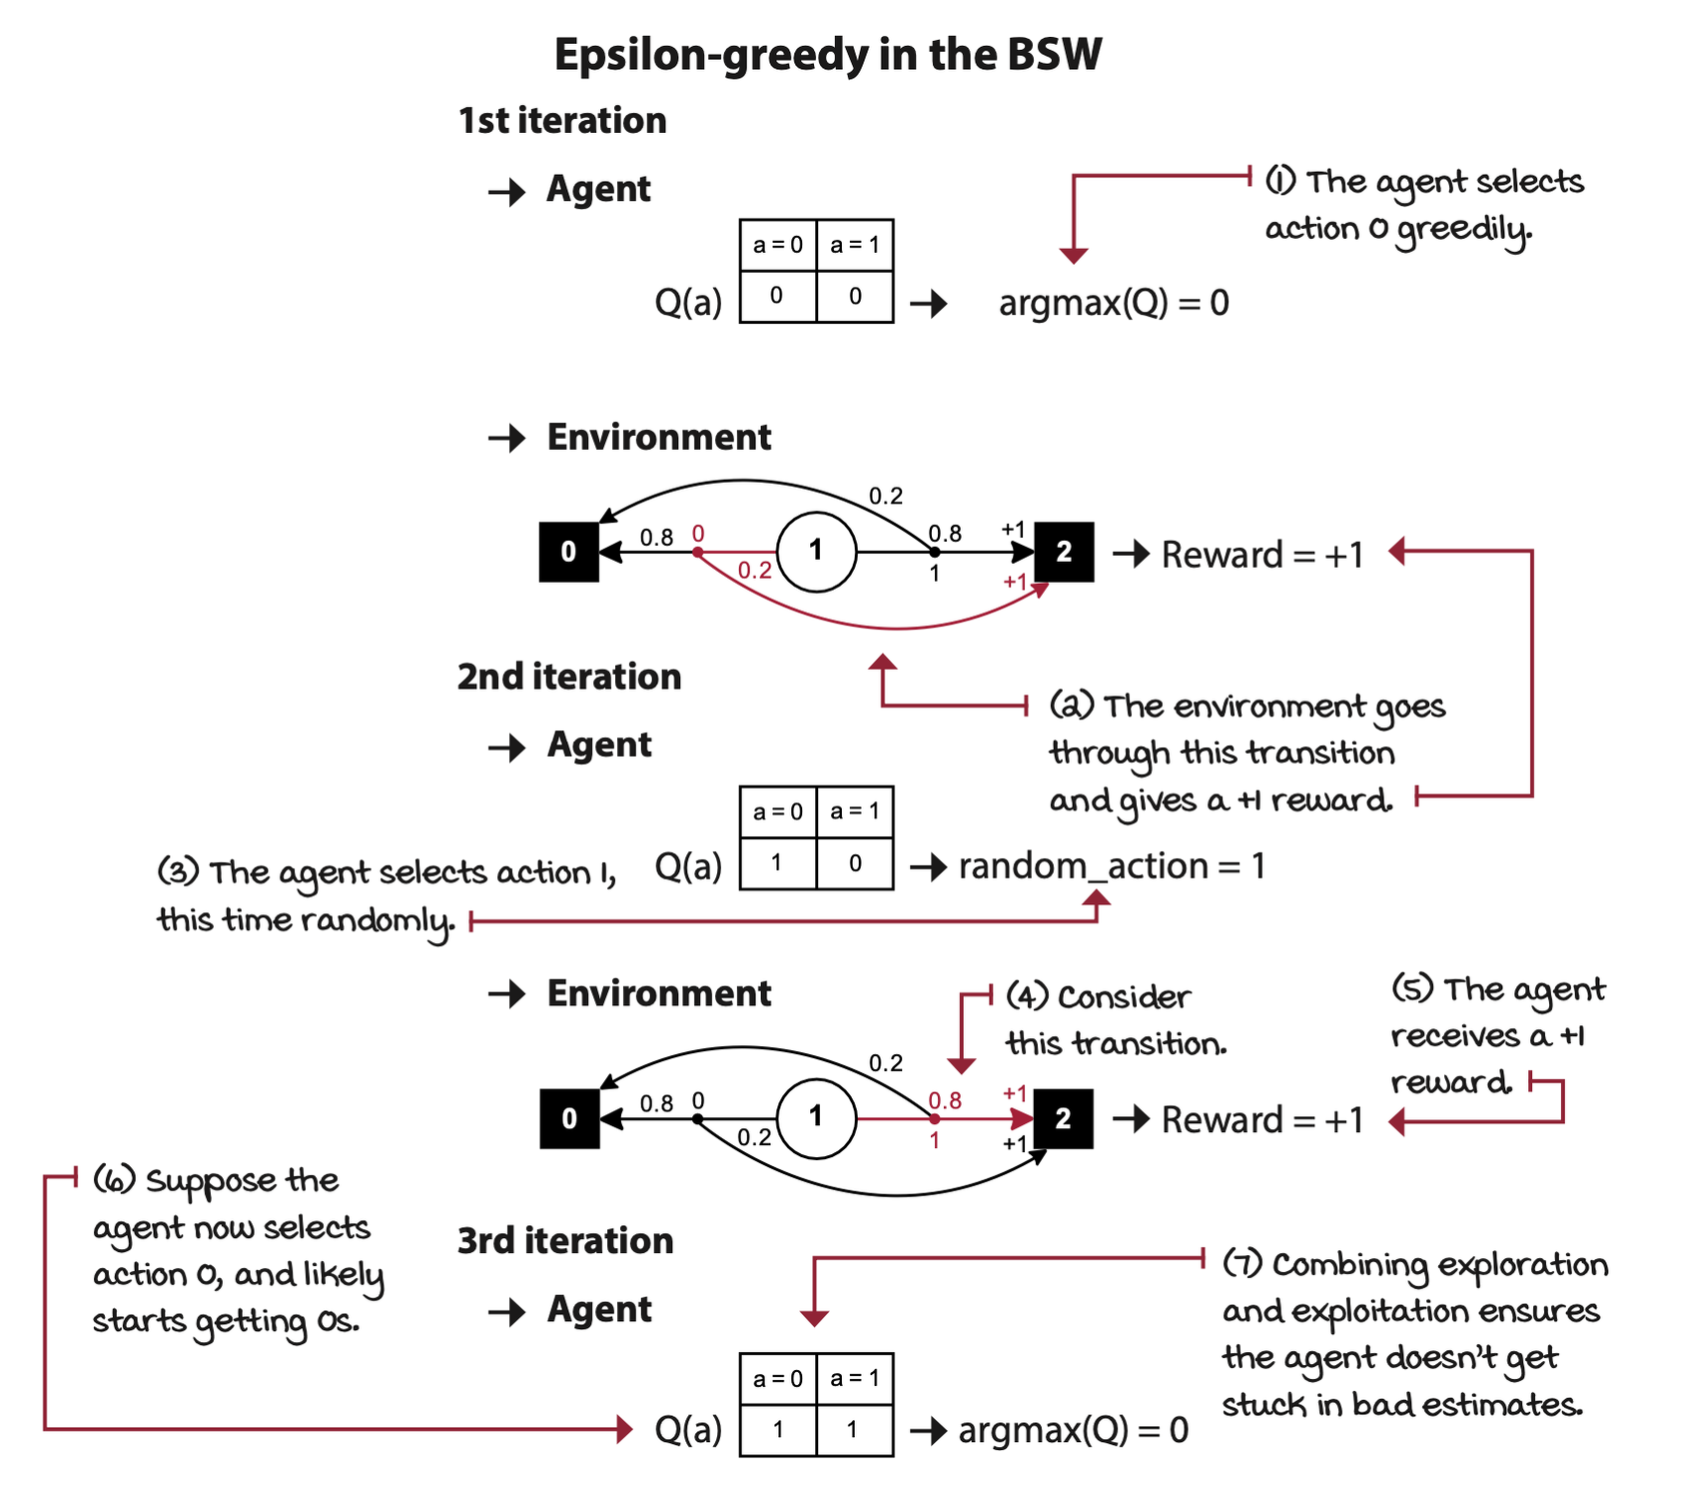 Epsilon-greedy in the BSW
1st iteration
→ Agent
(1) The agent selects
action 0 greedily.
a = 0 a = 1
Q(a) 0 0 → argmax(Q) = 0
→ Environment
0.2
0 0.8 0 1 0.8 +1 2 → Reward = +1
0.2 1 +1
2nd iteration
(2) The environment goes
through this transition
and gives a +1 reward.
→ Agent
a = 0 a = 1
Q(a) 1 0 → random_action = 1
(3) The agent selects action 1,
this time randomly.
→ Environment
(4) Consider
this transition.
(5) The agent
receives a +1
reward.
0.2
0 0.8 0 1 0.8 +1 2 → Reward = +1
0.2 1 +1
(6) Suppose the
agent now selects
action 0, and likely
starts getting 0s.
3rd iteration
→ Agent
(7) Combining exploration
and exploitation ensures
the agent doesn't get
stuck in bad estimates.
a = 0 a = 1
Q(a) 1 1 → argmax(Q) = 0